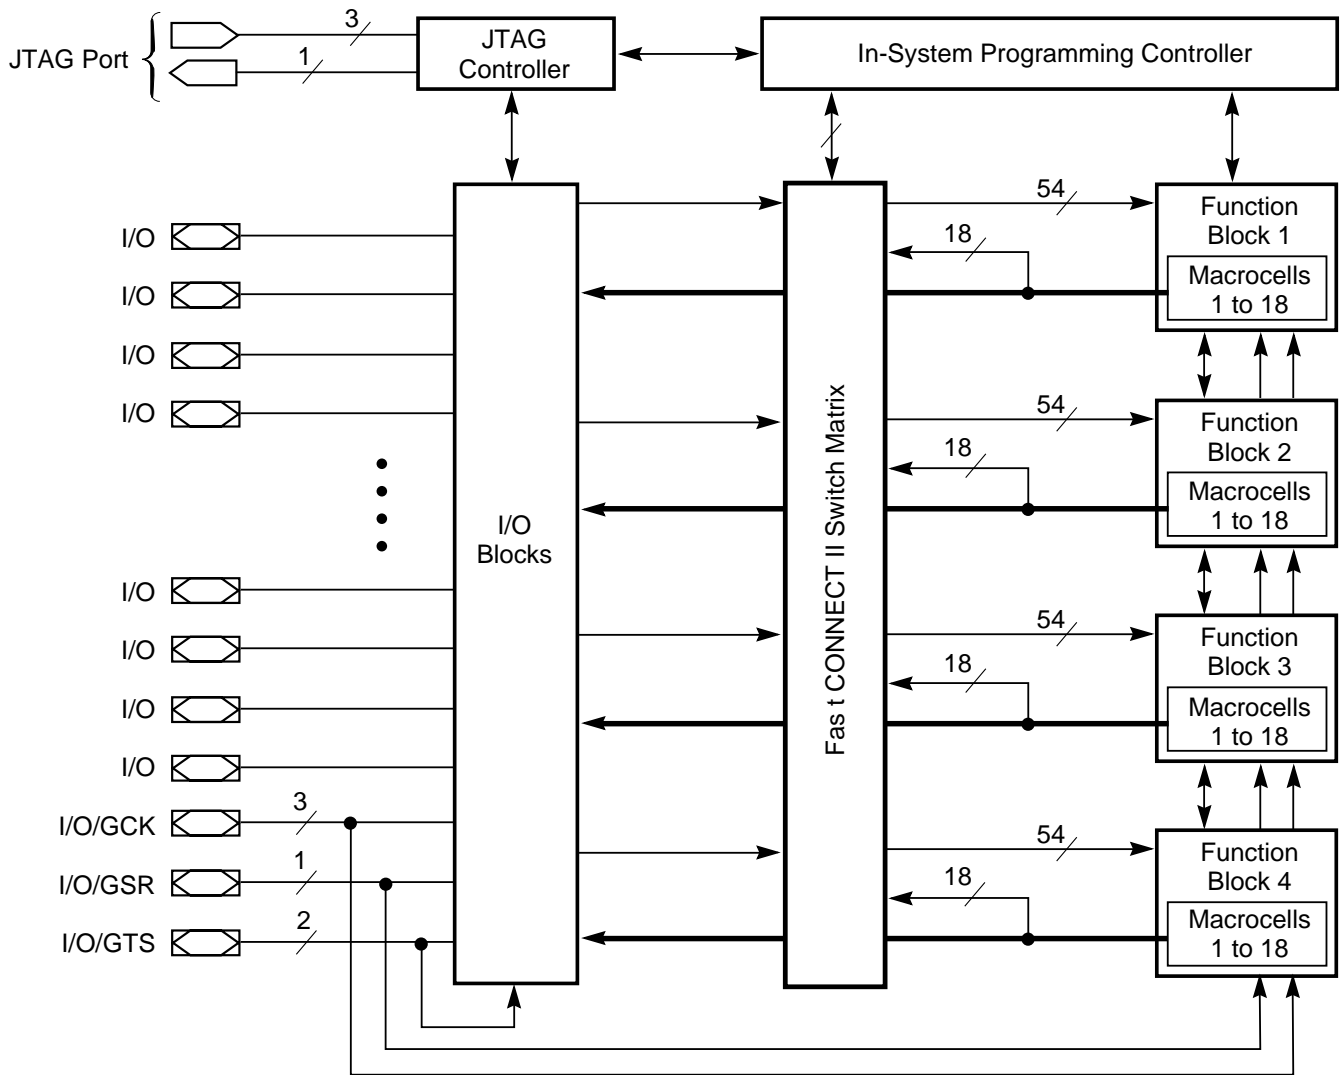 JTAG Port
3
1
JTAG
Controller
In-System Programming Controller
I/O
I/O
I/O
I/O
I/O
I/O
I/O
I/O
I/O/GCK
3
I/O/GSR
1
I/O/GTS
2
I/O
Blocks
Fas t CONNECT II Switch Matrix
54
18
Function
Block 1
Macrocells
1 to 18
54
18
Function
Block 2
Macrocells
1 to 18
54
18
Function
Block 3
Macrocells
1 to 18
54
18
Function
Block 4
Macrocells
1 to 18